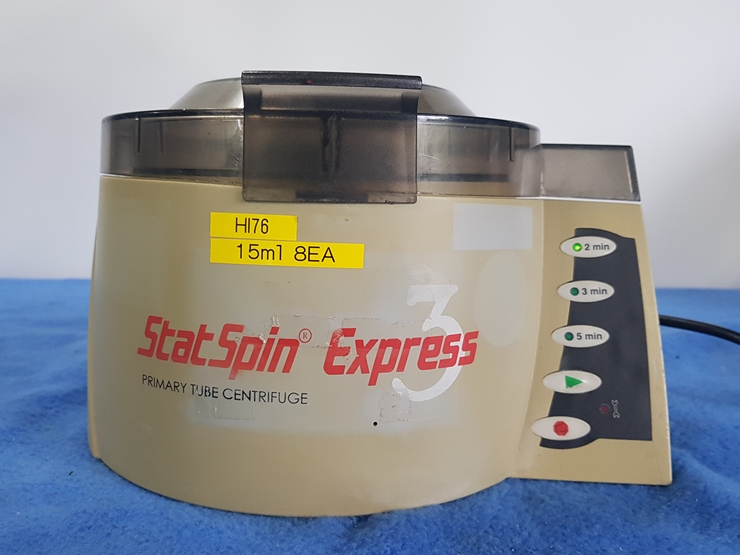 HI76
15ml 8EA
StatSpin® Express 3
PRIMARY TUBE CENTRIFUGE
2 min
3 min
5 min